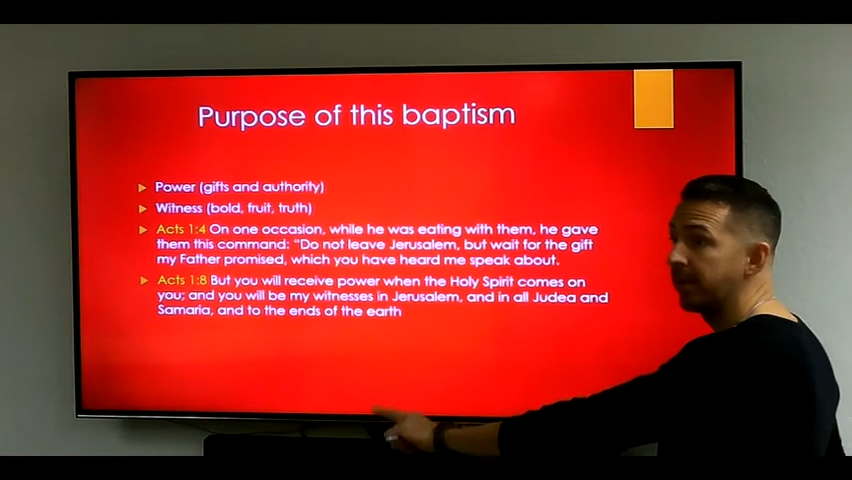 Purpose of this baptism
Power (gifts and authority)
Witness (bold, fruit, truth)
Acts 1:4 On one occasion, while he was eating with them, he gave
them this command: "Do not leave Jerusalem, but wait for the gift
my Father promised, which you have heard me speak about.
Acts 1:8 But you will receive power when the Holy Spirit comes on
you; and you will be my witnesses in Jerusalem, and in all Judea and
Samaria, and to the ends of the earth